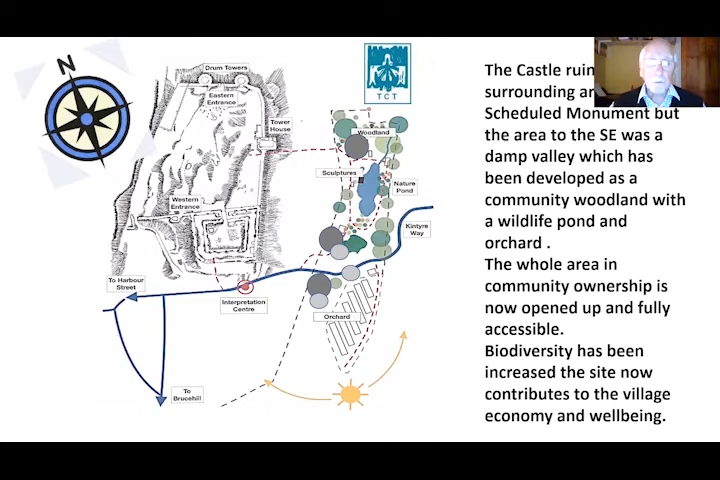 N
Drum Towers
Eastern
Entrance
Tower
House
TCT
Woodland
Sculptures
Nature
Pond
Western
Entrance
Kintyre
Way
To Harbour
Street
Interpretation
Centre
Orchard
To
Brucehill
The Castle ruin
surrounding
Scheduled Monument but
the area to the SE was a
damp valley which has
been developed as a
community woodland with
a wildlife pond and
orchard .
The whole area in
community ownership is
now opened up and fully
accessible.
Biodiversity has been
increased the site now
contributes to the village
economy and wellbeing.